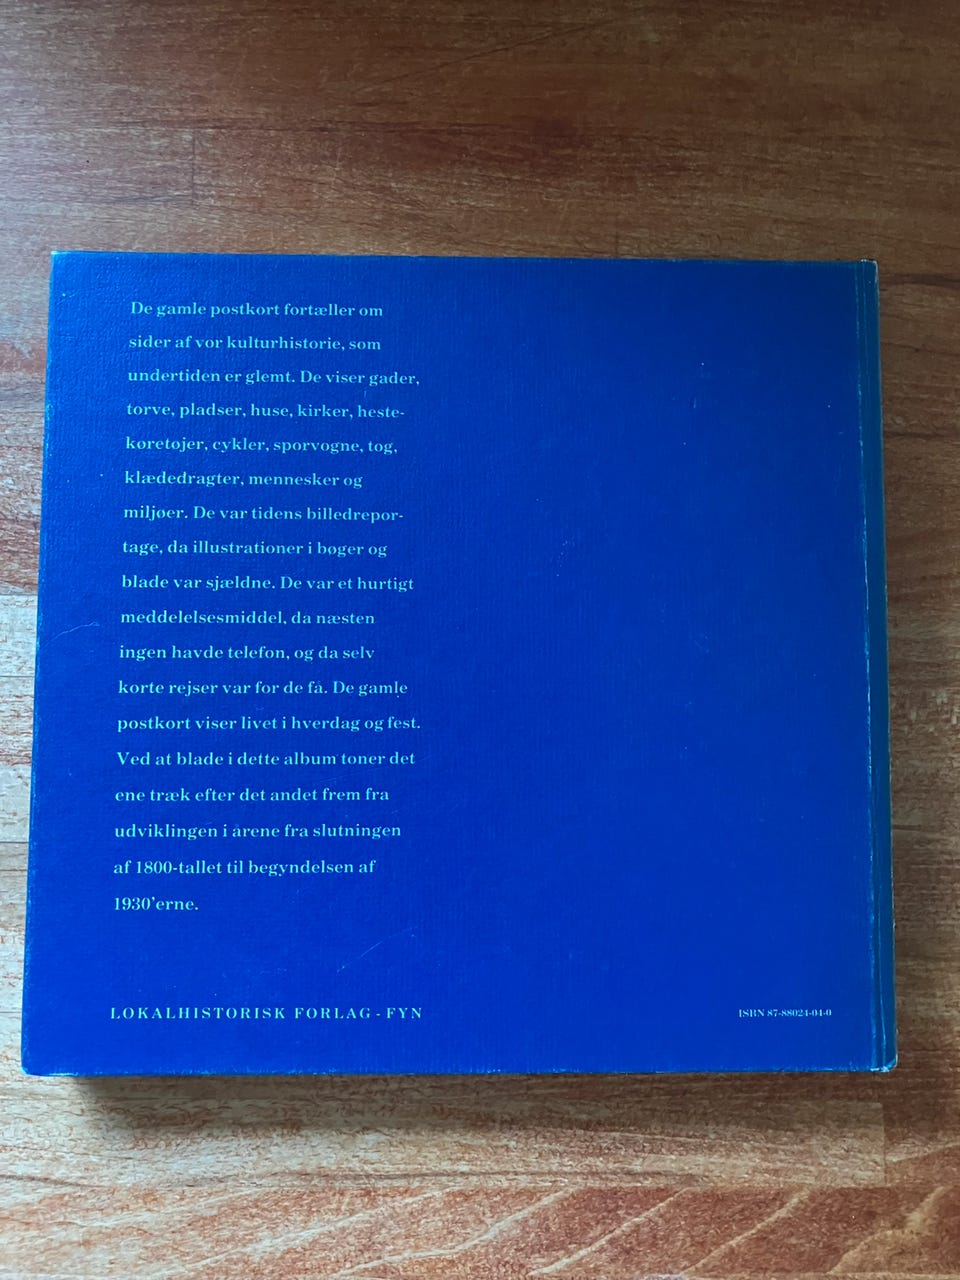 De gamle postkort fortæller om
sider af vor kulturhistorie, som
undertiden er glemt. De viser gader,
torve, pladser, huse, kirker, heste-
køretøjer, cykler, sporvogne, tog,
klædedragter, mennesker og
miljøer. De var tidens billedrepor-
tage, da illustrationer i bøger og
blade var sjældne. De var et hurtigt
meddelelsesmiddel, da næsten
ingen havde telefon, og da selv
korte rejser var for de få. De gamle
postkort viser livet i hverdag og fest.
Ved at blade i dette album toner det
ene træk efter det andet frem fra
udviklingen i årene fra slutningen
af 1800-tallet til begyndelsen af
1930'erne.
LOKALHISTORISK FORLAG - FYN
ISBN 87-88024-04-0